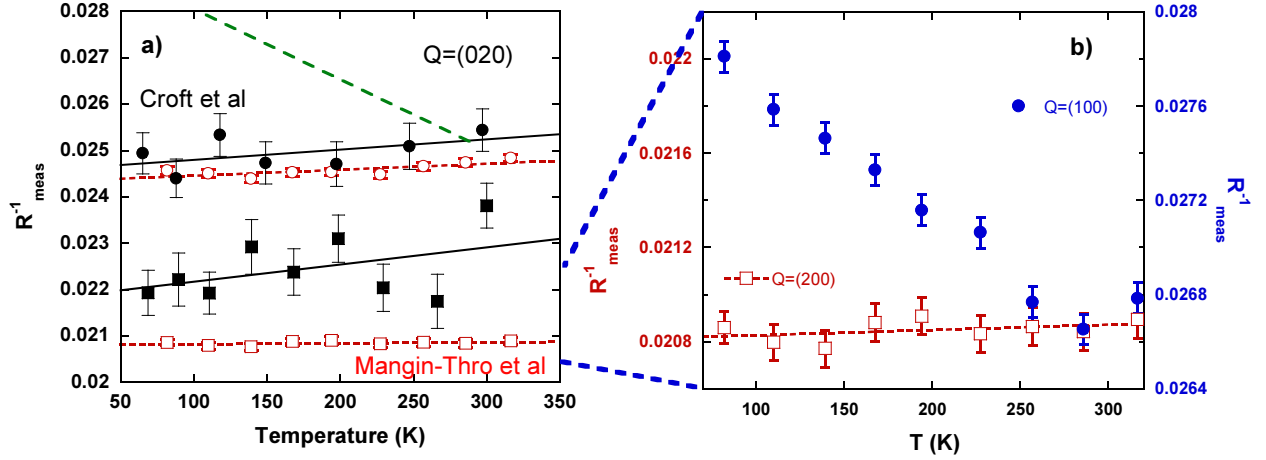 a)
Q=(020)
Croft et al
Mangin-Thro et al
R⁻¹meas
0.028
0.027
0.026
0.025
0.024
0.023
0.022
0.021
0.02
50 100 150 200 250 300 350
Temperature (K)
b)
Q=(100)
Q=(200)
R⁻¹meas
0.022
0.0216
0.0212
0.0208
R⁻¹meas
0.028
0.0276
0.0272
0.0268
0.0264
100 150 200 250 300
T (K)